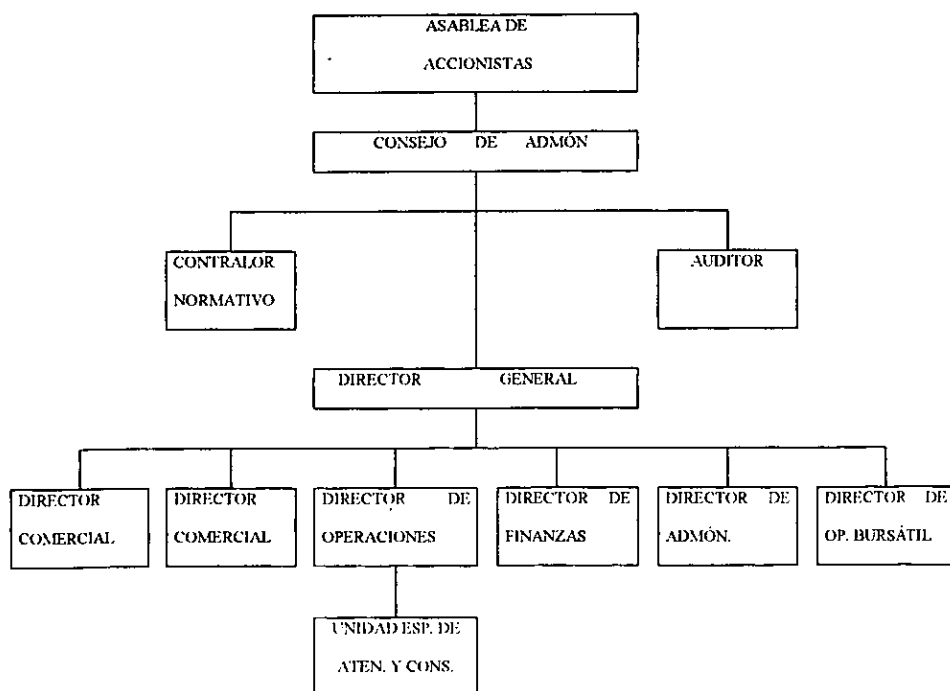 ASABLEA DE
ACCIONISTAS
CONSEJO DE ADMÓN
CONTRALOR
NORMATIVO
AUDITOR
DIRECTOR GENERAL
DIRECTOR
COMERCIAL
DIRECTOR
COMERCIAL
DIRECTOR DE
OPERACIONES
DIRECTOR DE
FINANZAS
DIRECTOR DE
ADMÓN.
DIRECTOR DE
OP. BURSÁTIL
UNIDAD ESP. DE
ATEN. Y CONS.